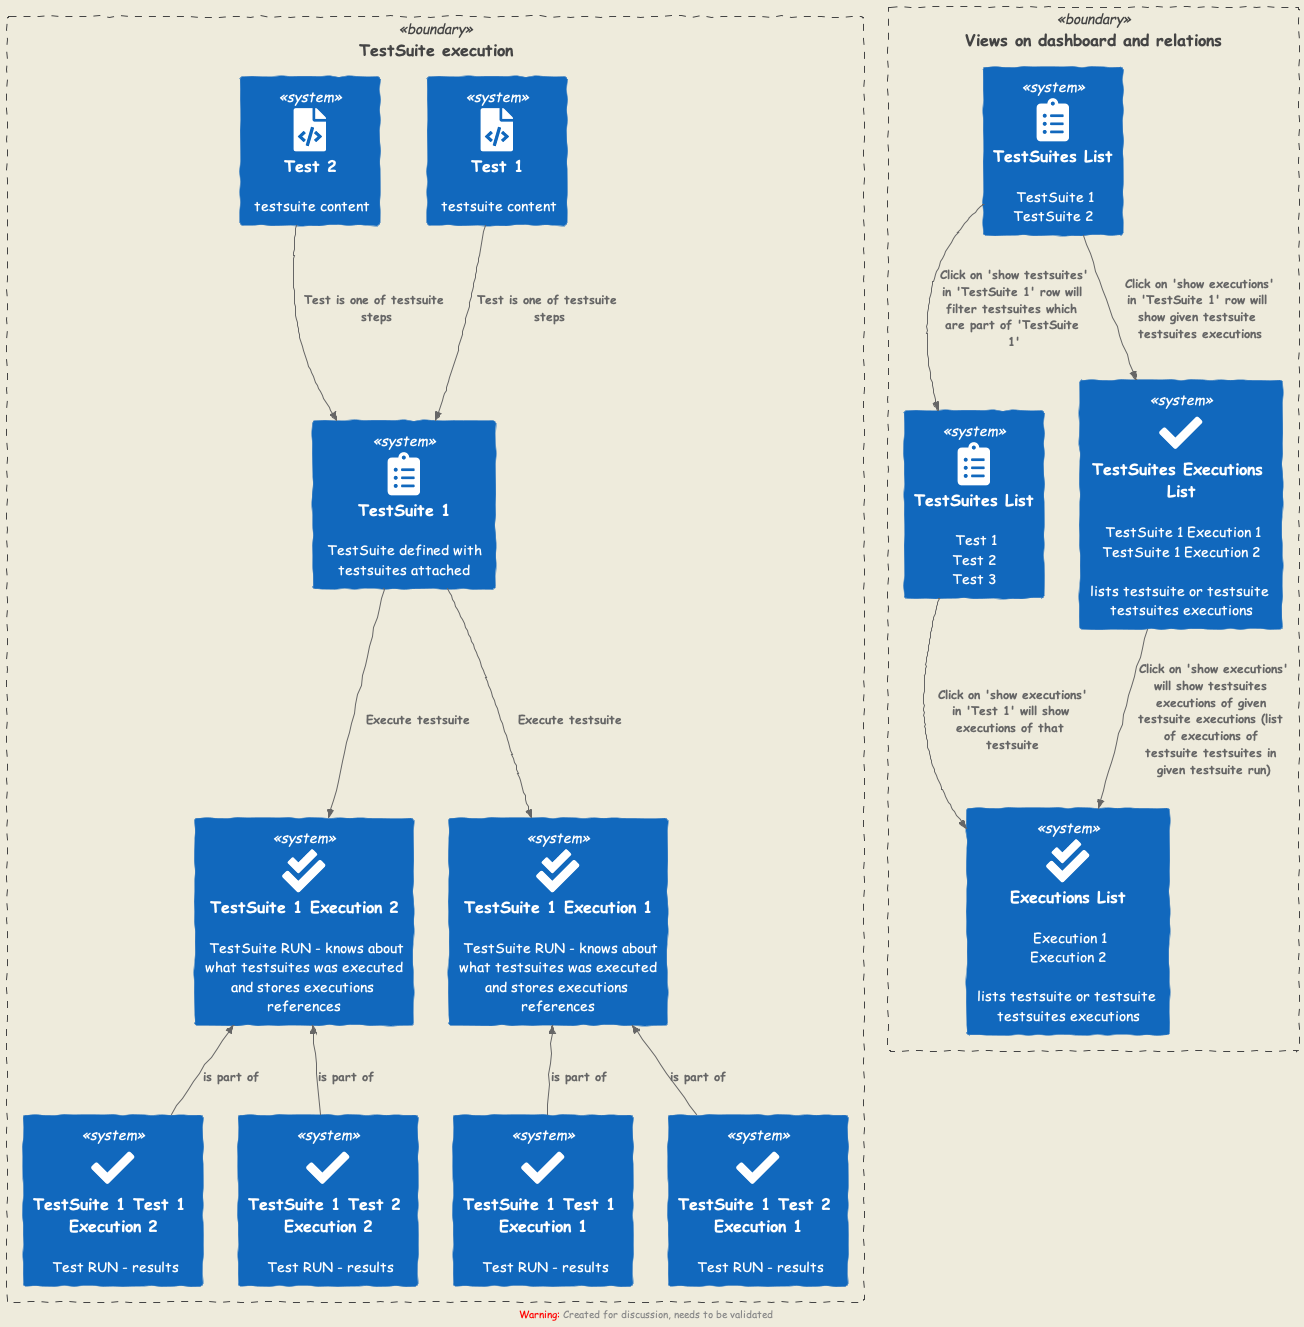 «boundary»
TestSuite execution
«system»
Test 2
testsuite content
«system»
Test 1
testsuite content
Test is one of testsuite
steps
Test is one of testsuite
steps
«system»
TestSuite 1
TestSuite defined with
testsuites attached
Execute testsuite
Execute testsuite
«system»
TestSuite 1 Execution 2
TestSuite RUN - knows about
what testsuites was executed
and stores executions
references
«system»
TestSuite 1 Execution 1
TestSuite RUN - knows about
what testsuites was executed
and stores executions
references
is part of
is part of
is part of
is part of
«system»
TestSuite 1 Test 1
Execution 2
Test RUN - results
«system»
TestSuite 1 Test 2
Execution 2
Test RUN - results
«system»
TestSuite 1 Test 1
Execution 1
Test RUN - results
«system»
TestSuite 1 Test 2
Execution 1
Test RUN - results
«boundary»
Views on dashboard and relations
«system»
TestSuites List
TestSuite 1
TestSuite 2
Click on 'show testsuites'
in 'TestSuite 1' row will
filter testsuites which
are part of 'TestSuite
1'
Click on 'show executions'
in 'TestSuite 1' row will
show given testsuite
testsuites executions
«system»
TestSuites List
Test 1
Test 2
Test 3
«system»
TestSuites Executions
List
TestSuite 1 Execution 1
TestSuite 1 Execution 2
lists testsuite or testsuite
testsuites executions
Click on 'show executions'
in 'Test 1' will show
executions of that
testsuite
Click on 'show executions'
will show testsuites
executions of given
testsuite executions (list
of executions of
testsuite testsuites in
given testsuite run)
«system»
Executions List
Execution 1
Execution 2
lists testsuite or testsuite
testsuites executions
Warning: Created for discussion, needs to be validated